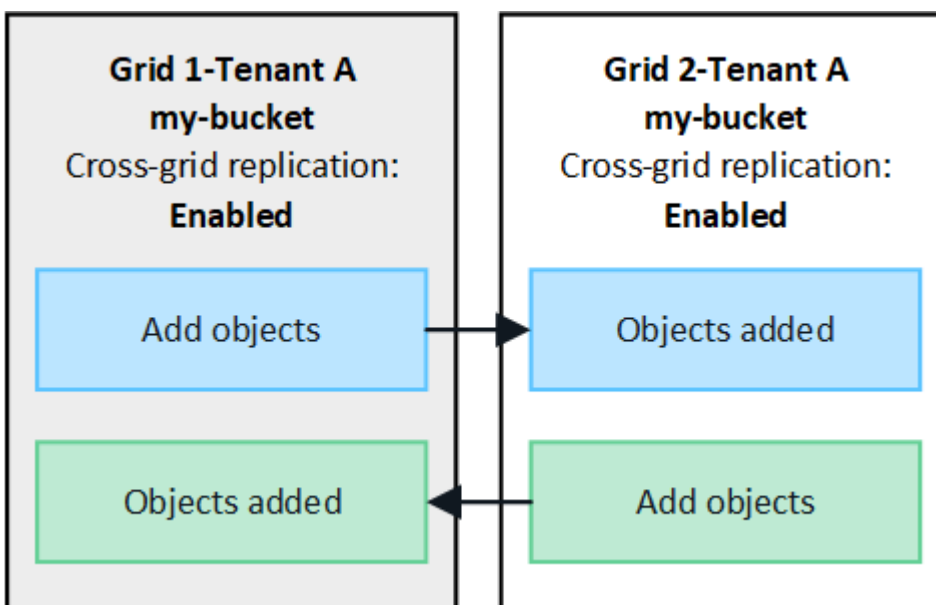 Grid 1-Tenant A
my-bucket
Cross-grid replication:
Enabled
Add objects
Objects added
Grid 2-Tenant A
my-bucket
Cross-grid replication:
Enabled
Objects added
Add objects